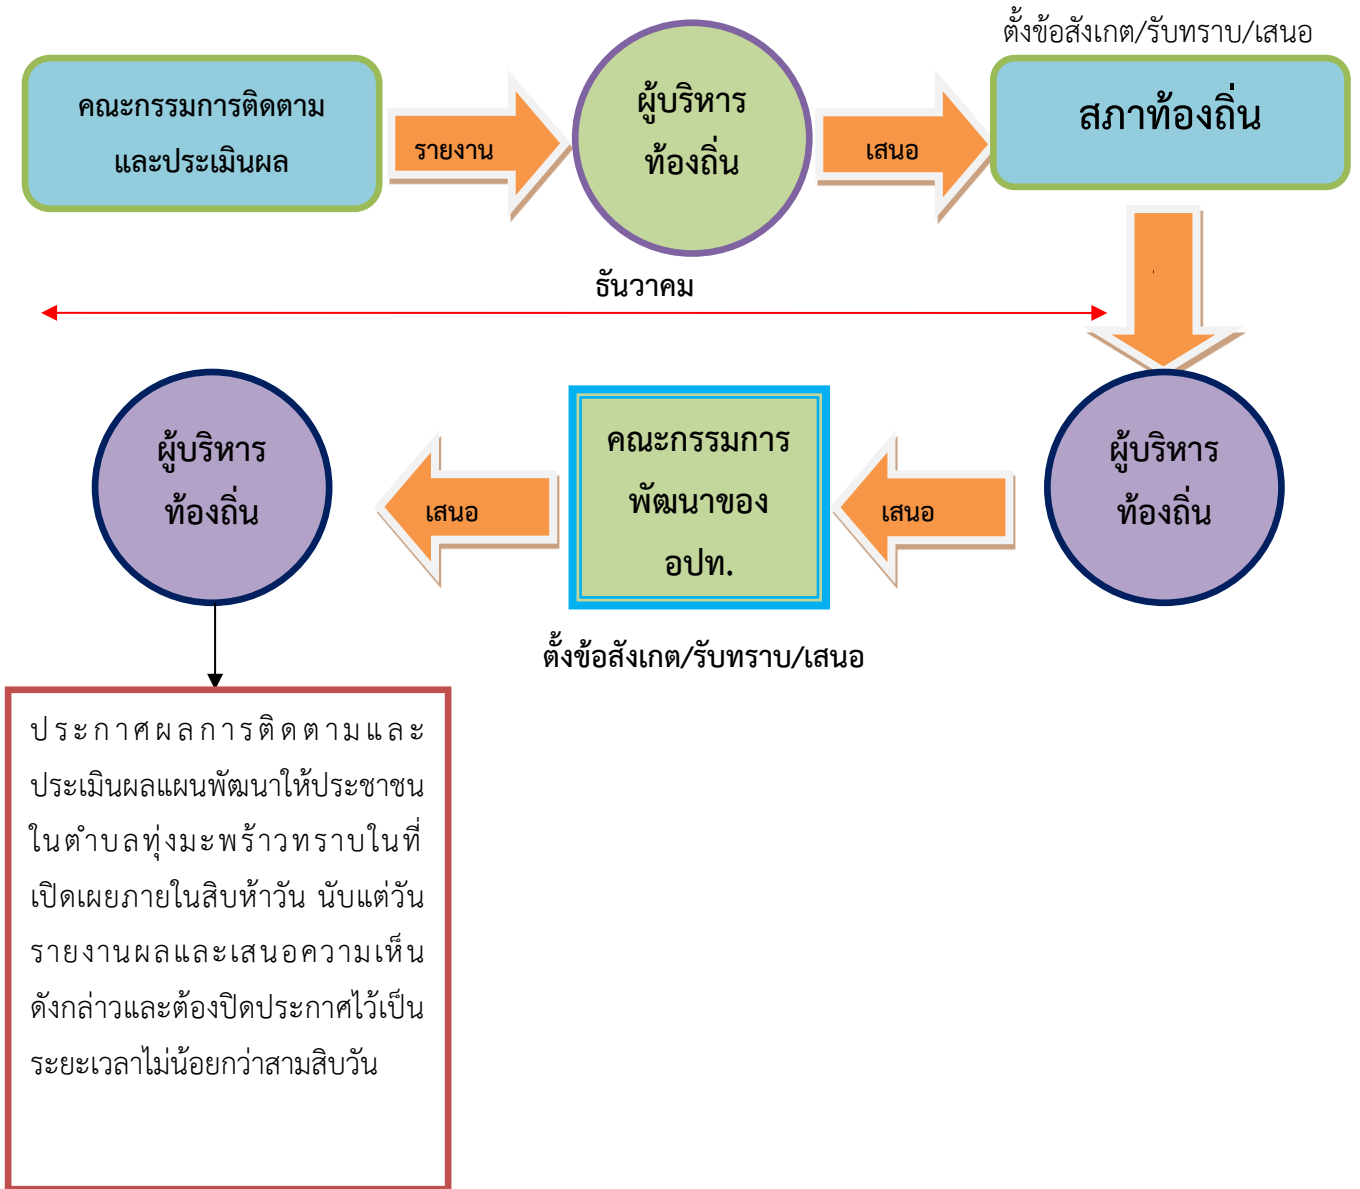 ตั้งข้อสังเกต/รับทราบ/เสนอ
คณะกรรมการติดตาม
และประเมินผล
รายงาน
ผู้บริหาร
ท้องถิ่น
เสนอ
สภาท้องถิ่น
ธันวาคม
ผู้บริหาร
ท้องถิ่น
เสนอ
คณะกรรมการ
พัฒนาของ
อปท.
เสนอ
ผู้บริหาร
ท้องถิ่น
ตั้งข้อสังเกต/รับทราบ/เสนอ
ประกาศผลการติดตามและ
ประเมินผลแผนพัฒนาให้ประชาชน
ในตำบลทุ่งมะพร้าวทราบในที่
เปิดเผยภายในสิบห้าวัน นับแต่วัน
รายงานผลและเสนอความเห็น
ดังกล่าวและต้องปิดประกาศไว้เป็น
ระยะเวลาไม่น้อยกว่าสามสิบวัน